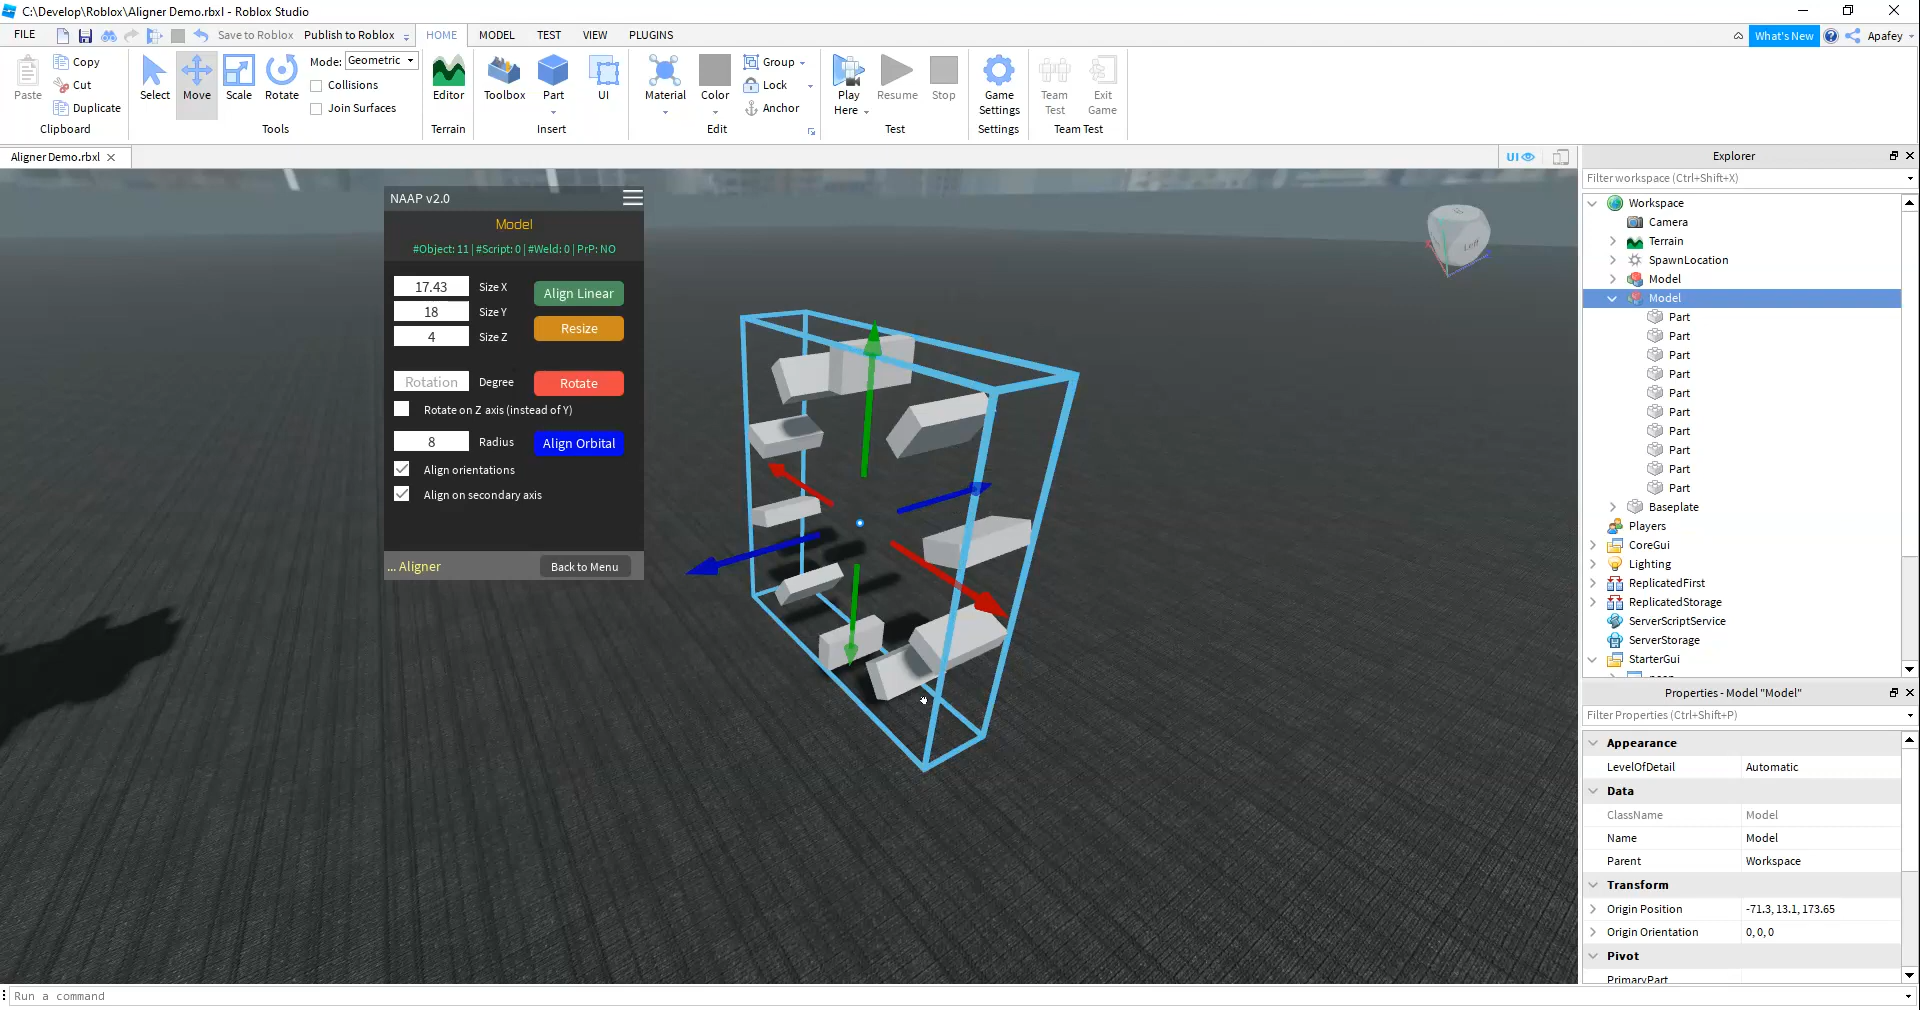 C:\Develop\Roblox\Aligner Demo.rbxl - Roblox Studio
FILE
Save to Roblox
Publish to Roblox
HOME
MODEL
TEST
VIEW
PLUGINS
What's New
Apafey
Paste
Copy
Cut
Duplicate
Clipboard
Select
Move
Scale
Rotate
Mode: Geometric
Collisions
Join Surfaces
Tools
Editor
Terrain
Toolbox
Part
UI
Insert
Material
Color
Group
Lock
Anchor
Edit
Play
Here
Resume
Stop
Test
Game
Settings
Settings
Team
Test
Exit
Game
Team Test
Aligner Demo.rbxl
UI
NAAP v2.0
Model
#Object: 11 | #Script: 0 | #Weld: 0 | PrP: NO
17.43 Size X
Align Linear
18 Size Y
Resize
4 Size Z
Rotation Degree
Rotate
Rotate on Z axis (instead of Y)
8 Radius
Align Orbital
Align orientations
Align on secondary axis
... Aligner
Back to Menu
Left
Explorer
Filter workspace (Ctrl+Shift+X)
Workspace
Camera
Terrain
SpawnLocation
Model
Model
Part
Part
Part
Part
Part
Part
Part
Part
Part
Part
Baseplate
Players
CoreGui
Lighting
ReplicatedFirst
ReplicatedStorage
ServerScriptService
ServerStorage
StarterGui
Properties - Model "Model"
Filter Properties (Ctrl+Shift+P)
Appearance
LevelOfDetail Automatic
Data
ClassName Model
Name Model
Parent Workspace
Transform
Origin Position -71.3, 13.1, 173.65
Origin Orientation 0, 0, 0
Pivot
PrimaryPart
Run a command